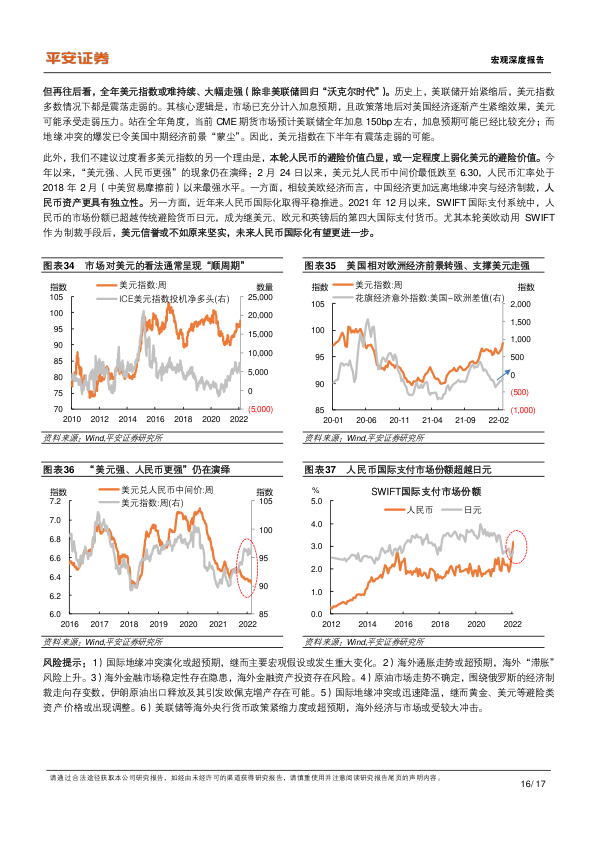 平安证券
宏观深度报告
但再往后看，全年美元指数或难持续、大幅走强（除非美联储回归“沃克尔时代”）。历史上，美联储开始紧缩后，美元指数
多数情况下都是震荡走弱的。其核心逻辑是，市场已充分计入加息预期，且政策落地后对美国经济逐渐产生紧缩效果，美元
可能承受走弱压力。站在全年角度，当前 CME 期货市场预计美联储全年加息 150bp 左右，加息预期可能已经比较充分；而
地缘冲突的爆发已令美国中期经济前景“蒙尘”。因此，美元指数在下半年有震荡走弱的可能。
此外，我们不建议过度看多美元指数的另一个理由是，本轮人民币的避险价值凸显，或一定程度上弱化美元的避险价值。今
年以来，“美元强、人民币更强”的现象仍在演绎：2 月 24 日以来，美元兑人民币中间价最低跌至 6.30，人民币汇率处于
2018 年 2 月（中美贸易摩擦前）以来最强水平。一方面，相较美欧经济而言，中国经济更加远离地缘冲突与经济制裁，人
民币资产更具有独立性。另一方面，近年来人民币国际化取得平稳推进。2021 年 12 月以来，SWIFT 国际支付系统中，人
民币的市场份额已超越传统避险货币日元，成为继美元、欧元和英镑后的第四大国际支付货币。尤其本轮美欧动用 SWIFT
作为制裁手段后，美元信誉或不如原来坚实，未来人民币国际化有望更进一步。
图表34 市场对美元的看法通常呈现“顺周期”
指数
数量
美元指数:周
ICE美元指数投机净多头(右)
105
100
95
90
85
80
75
70
25,000
20,000
15,000
10,000
5,000
0
(5,000)
2010 2012 2014 2016 2018 2020 2022
资料来源：Wind,平安证券研究所
图表35 美国相对欧洲经济前景转强、支撑美元走强
指数
指数
美元指数:周
花旗经济意外指数:美国-欧洲差值(右)
105
100
95
90
85
2,000
1,500
1,000
500
0
(500)
(1,000)
20-01 20-06 20-11 21-04 21-09 22-02
资料来源：Wind,平安证券研究所
图表36 “美元强、人民币更强”仍在演绎
指数
指数
美元兑人民币中间价:周
美元指数:周(右)
7.2
7.0
6.8
6.6
6.4
6.2
6.0
105
100
95
90
85
2016 2017 2018 2019 2020 2021 2022
资料来源：Wind,平安证券研究所
图表37 人民币国际支付市场份额超越日元
%
SWIFT国际支付市场份额
人民币
日元
5.0
4.0
3.0
2.0
1.0
0.0
2012 2014 2016 2018 2020 2022
资料来源：Wind,平安证券研究所
风险提示：1）国际地缘冲突演化或超预期，继而主要宏观假设或发生重大变化。2）海外通胀走势或超预期，海外“滞胀”
风险上升。3）海外金融市场稳定性存在隐患，海外金融资产投资存在风险。4）原油市场走势不确定，围绕俄罗斯的经济制
裁走向存变数，伊朗原油出口释放及其引发欧佩克增产存在可能。5）国际地缘冲突或迅速降温，继而黄金、美元等避险类
资产价格或出现调整。6）美联储等海外央行货币政策紧缩力度或超预期，海外经济与市场或受较大冲击。
请通过合法途径获取本公司研究报告，如经由未经许可的渠道获得研究报告，请慎重使用并注意阅读研究报告尾页的声明内容。
16/ 17